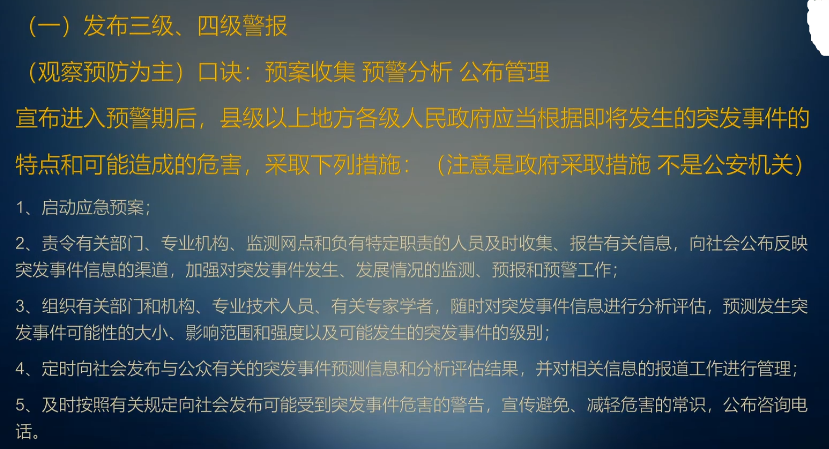 （一）发布三级、四级警报
（观察预防为主）口诀：预案收集 预警分析 公布管理
宣布进入预警期后，县级以上地方各级人民政府应当根据即将发生的突发事件的
特点和可能造成的危害，采取下列措施：（注意是政府采取措施 不是公安机关）
1、启动应急预案；
2、责令有关部门、专业机构、监测网点和负有特定职责的人员及时收集、报告有关信息，向社会公布反映
突发事件信息的渠道，加强对突发事件发生、发展情况的监测、预报和预警工作；
3、组织有关部门和机构、专业技术人员、有关专家学者，随时对突发事件信息进行分析评估，预测发生突
发事件可能性的大小、影响范围和强度以及可能发生的突发事件的级别；
4、定时向社会发布与公众有关的突发事件预测信息和分析评估结果，并对相关信息的报道工作进行管理；
5、及时按照有关规定向社会发布可能受到突发事件危害的警告，宣传避免、减轻危害的常识，公布咨询电
话。